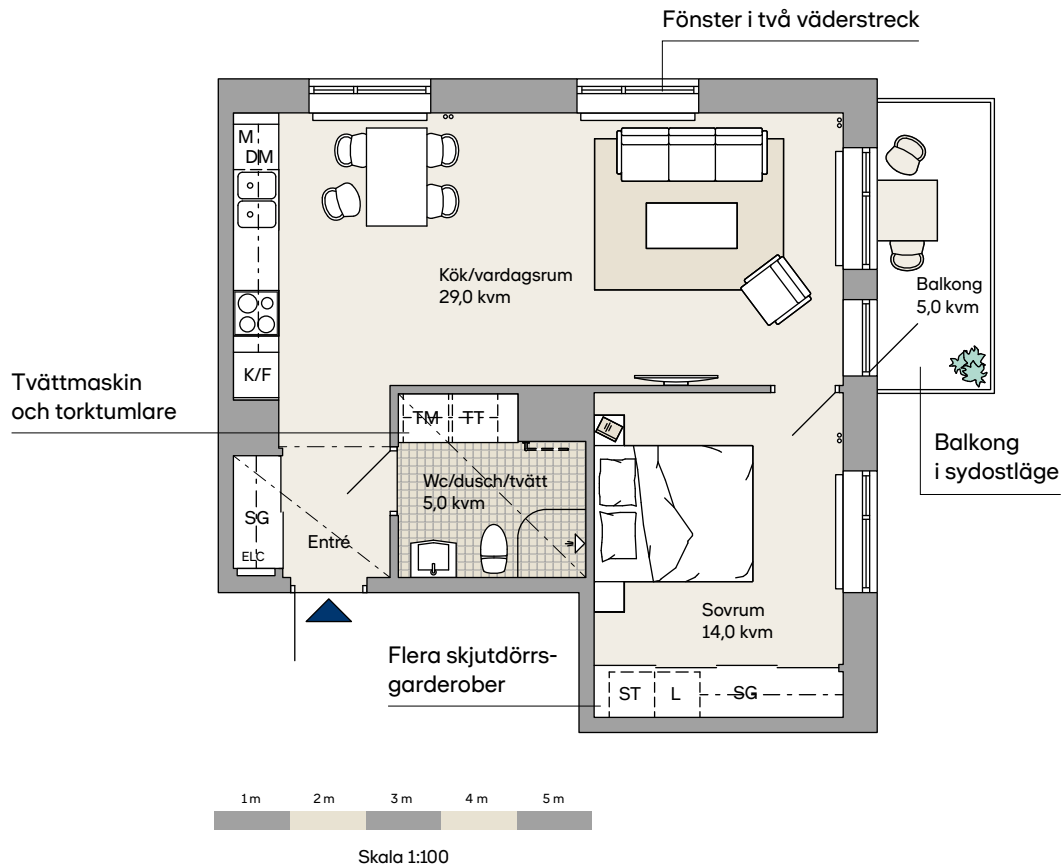 Fönster i två väderstreck
M
DM
Kök/vardagsrum
29,0 kvm
Balkong
5,0 kvm
K/F
Tvättmaskin
och torktumlare
TM
TT
Balkong
i sydostläge
Wc/dusch/tvätt
5,0 kvm
SG
ELC
Entré
Sovrum
14,0 kvm
Flera skjutdörrs-
garderober
ST
L
SG
1 m
2 m
3 m
4 m
5 m
Skala 1:100